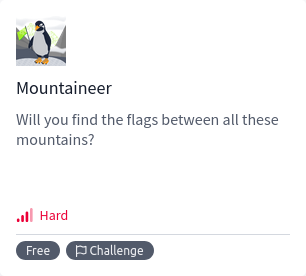 Mountaineer
Will you find the flags between all these
mountains?
Hard
Free
Challenge